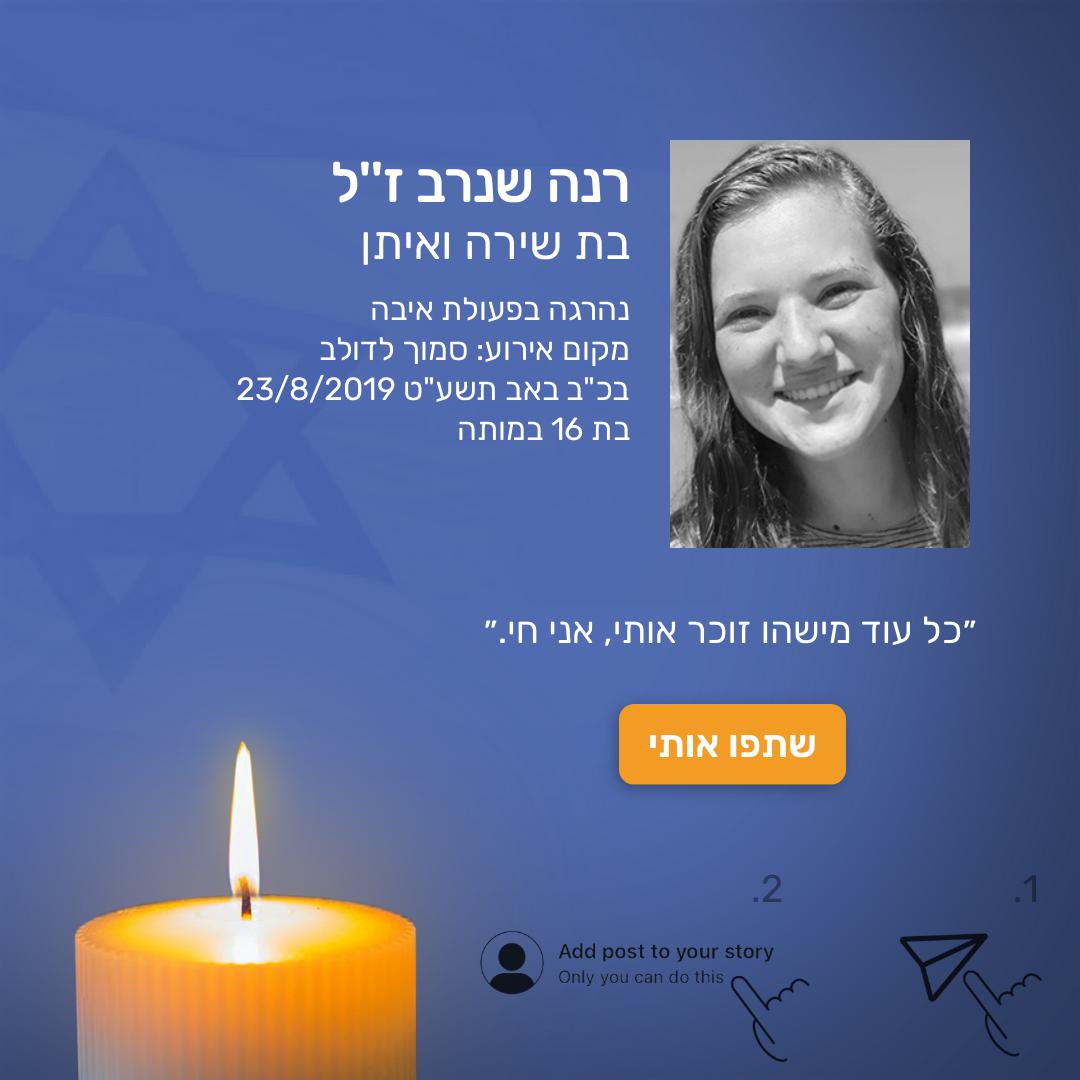 רנה שנרב ז"ל
בת שירה ואיתן
נהרגה בפעולת איבה
מקום אירוע: סמוך לדולב
בכ"ב באב תשע"ט 23/8/2019
בת 16 במותה
״כל עוד מישהו זוכר אותי, אני חי.״
שתפו אותי
1.
2.
Add post to your story
Only you can do this